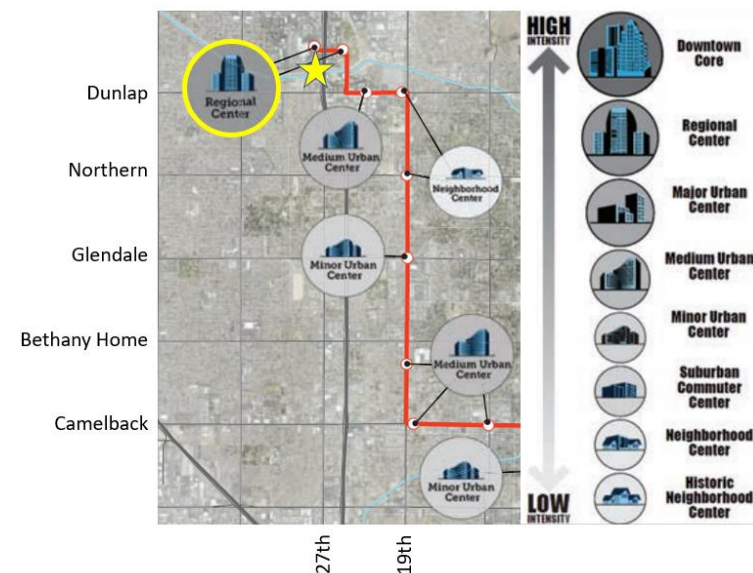 Dunlap
Northern
Glendale
Bethany Home
Camelback
27th
19th
Regional
Center
Medium Urban
Center
Neighborhood
Center
Minor Urban
Center
Medium Urban
Center
Minor Urban
Center
HIGH
INTENSITY
LOW
INTENSITY
Downtown
Core
Regional
Center
Major Urban
Center
Medium Urban
Center
Minor Urban
Center
Suburban
Commuter
Center
Neighborhood
Center
Historic
Neighborhood
Center